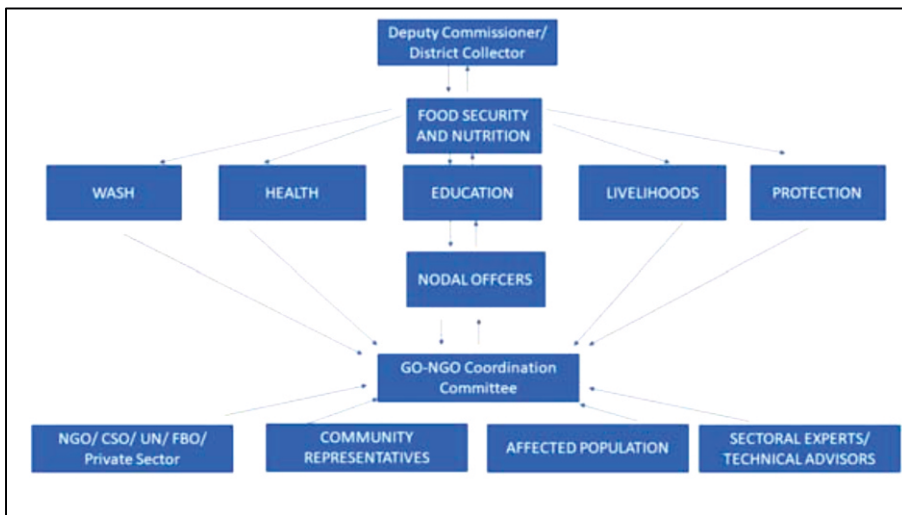 Deputy Commissioner/
District Collector
FOOD SECURITY
AND NUTRITION
WASH
HEALTH
EDUCATION
LIVELIHOODS
PROTECTION
NODAL OFFCERS
GO-NGO Coordination
Committee
NGO/ CSO/ UN/ FBO/
Private Sector
COMMUNITY
REPRESENTATIVES
AFFECTED POPULATION
SECTORAL EXPERTS/
TECHNICAL ADVISORS